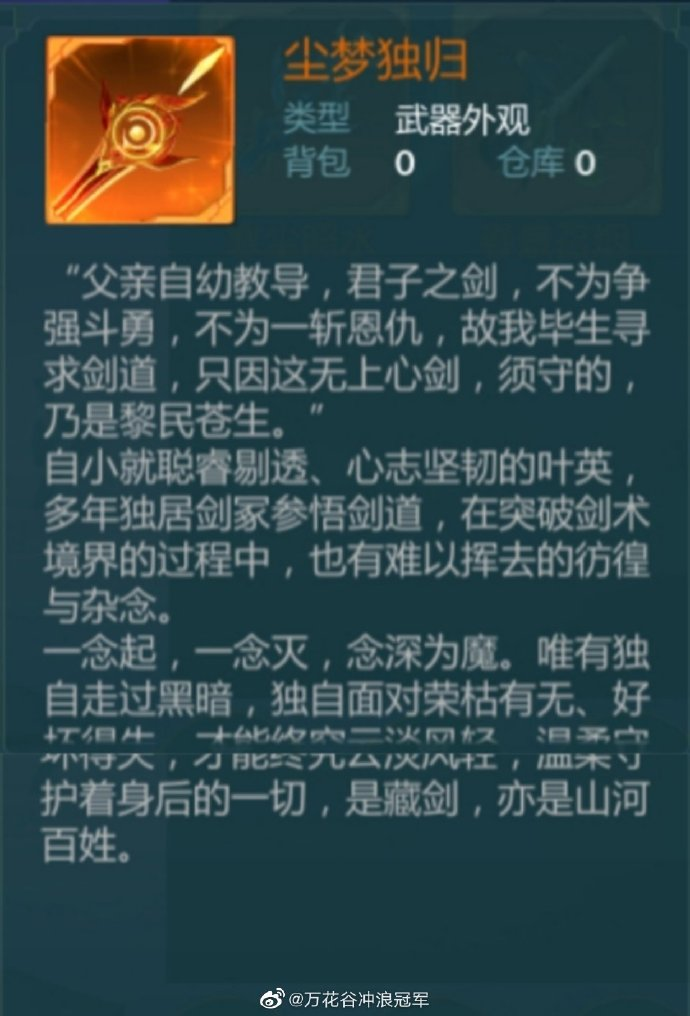 尘梦独归
类型 武器外观
背包 0 仓库 0
“父亲自幼教导，君子之剑，不为争
强斗勇，不为一斩恩仇，故我毕生寻
求剑道，只因这无上心剑，须守的，
乃是黎民苍生。”
自小就聪睿剔透、心志坚韧的叶英，
多年独居剑冢参悟剑道，在突破剑术
境界的过程中，也有难以挥去的彷徨
与杂念。
一念起，一念灭，念深为魔。唯有独
自走过黑暗，独自面对荣枯有无、好
坏得失，才能终究云淡风轻，温柔守
护着身后的一切，是藏剑，亦是山河
百姓。
@万花谷冲浪冠军